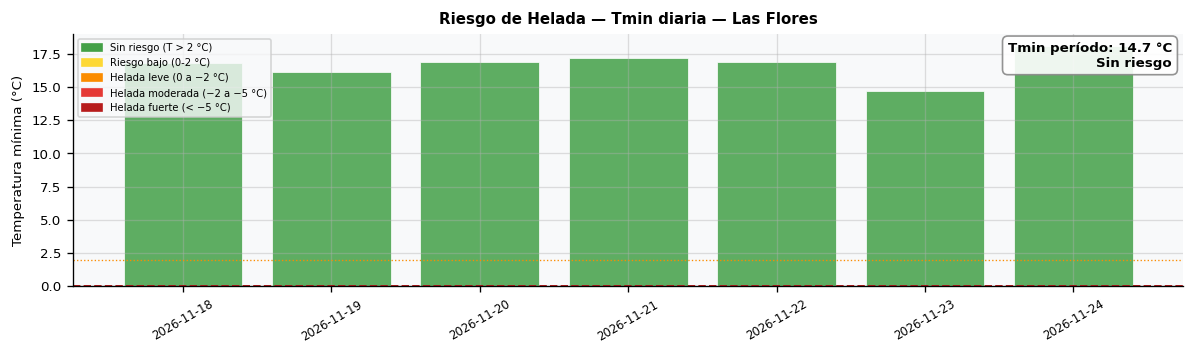 Riesgo de Helada — Tmin diaria — Las Flores
Temperatura mínima (°C)
17.5
15.0
12.5
10.0
7.5
5.0
2.5
0.0
Sin riesgo (T > 2 °C)
Riesgo bajo (0-2 °C)
Helada leve (0 a −2 °C)
Helada moderada (−2 a −5 °C)
Helada fuerte (< −5 °C)
Tmin período: 14.7 °C
Sin riesgo
2026-11-18
2026-11-19
2026-11-20
2026-11-21
2026-11-22
2026-11-23
2026-11-24